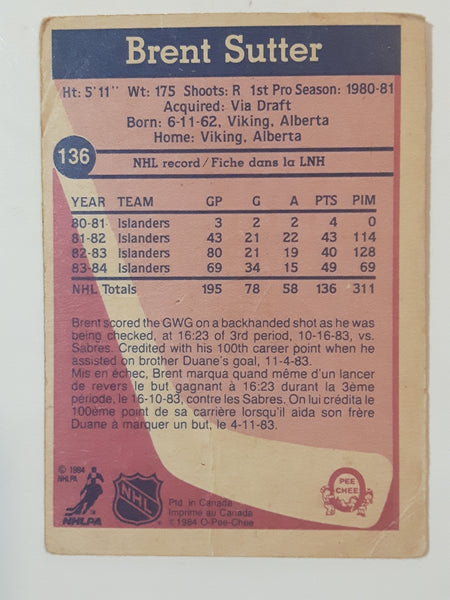 Brent Sutter
Ht: 5'11" Wt: 175 Shoots: R 1st Pro Season: 1980-81
Acquired: Via Draft
Born: 6-11-62, Viking, Alberta
Home: Viking, Alberta
136
NHL record/Fiche dans la LNH
YEAR TEAM GP G A PTS PIM
80-81 Islanders 3 2 2 4 0
81-82 Islanders 43 21 22 43 114
82-83 Islanders 80 21 19 40 128
83-84 Islanders 69 34 15 49 69
NHL Totals 195 78 58 136 311
Brent scored the GWG on a backhanded shot as he was
being checked, at 16:23 of 3rd period, 10-16-83, vs.
Sabres. Credited with his 100th career point when he
assisted on brother Duane's goal, 11-4-83.
Mis en échec, Brent marqua quand même d'un lancer
de revers le but gagnant à 16:23 durant la 3ème
période, le 16-10-83, contre les Sabres. On lui crédita le
100ème point de sa carrière lorsqu'il aida son frère
Duane à marquer un but, le 4-11-83.
© 1984
NHLPA
NHLPA
NHL
Ptd. in Canada
Imprimé au Canada
©1984 O-Pee-Chee
PEE
CHEE